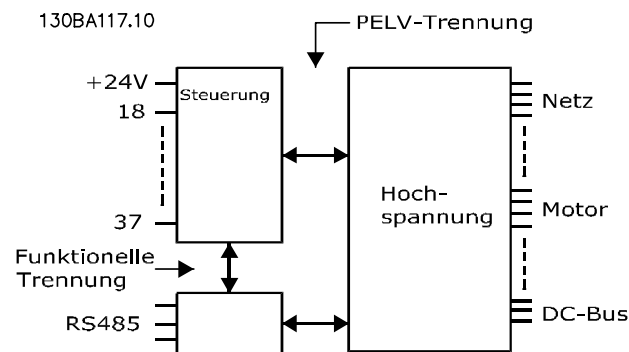 130BA117.10
PELV-Trennung
+24V
Steuerung
18
Netz
Hoch-
spannung
Motor
37
Funktionelle
Trennung
RS485
DC-Bus